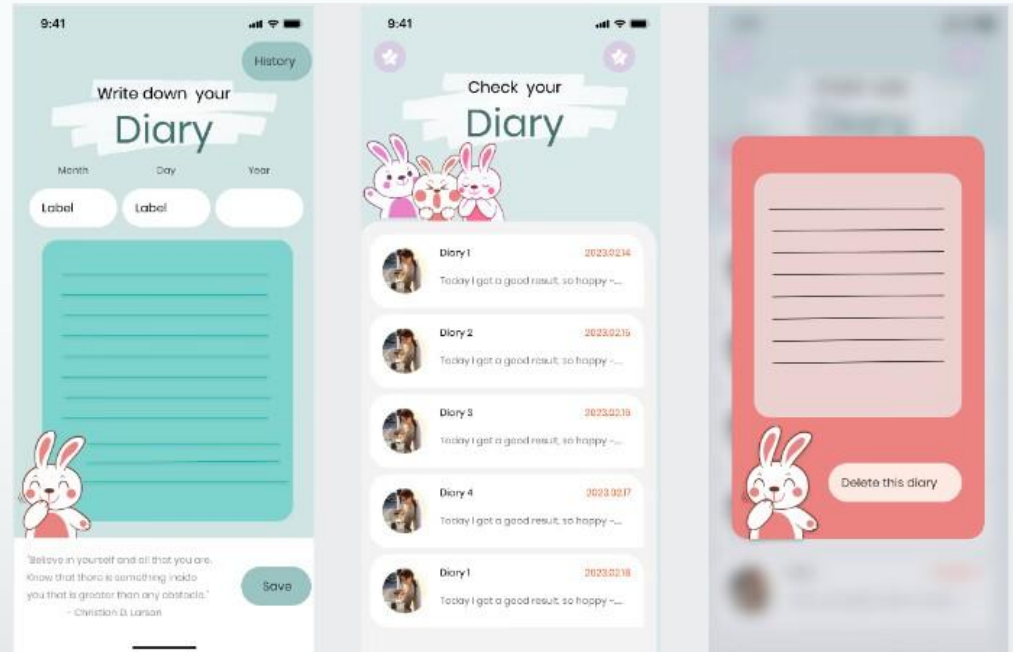 9:41
History
Write down your
Diary
Month Day Year
Label Label
"Believe in yourself and all that you are.
Know that there is something inside
you that is greater than any obstacle."
- Christian D. Larson
Save
9:41
Check your
Diary
Diary 1 2023.02.14
Today I got a good result, so happy ~...
Diary 2 2023.02.15
Today I got a good result, so happy ~...
Diary 3 2023.02.16
Today I got a good result, so happy ~...
Diary 4 2023.02.17
Today I got a good result, so happy ~...
Diary 1 2023.02.18
Today I got a good result, so happy ~...
Delete this diary